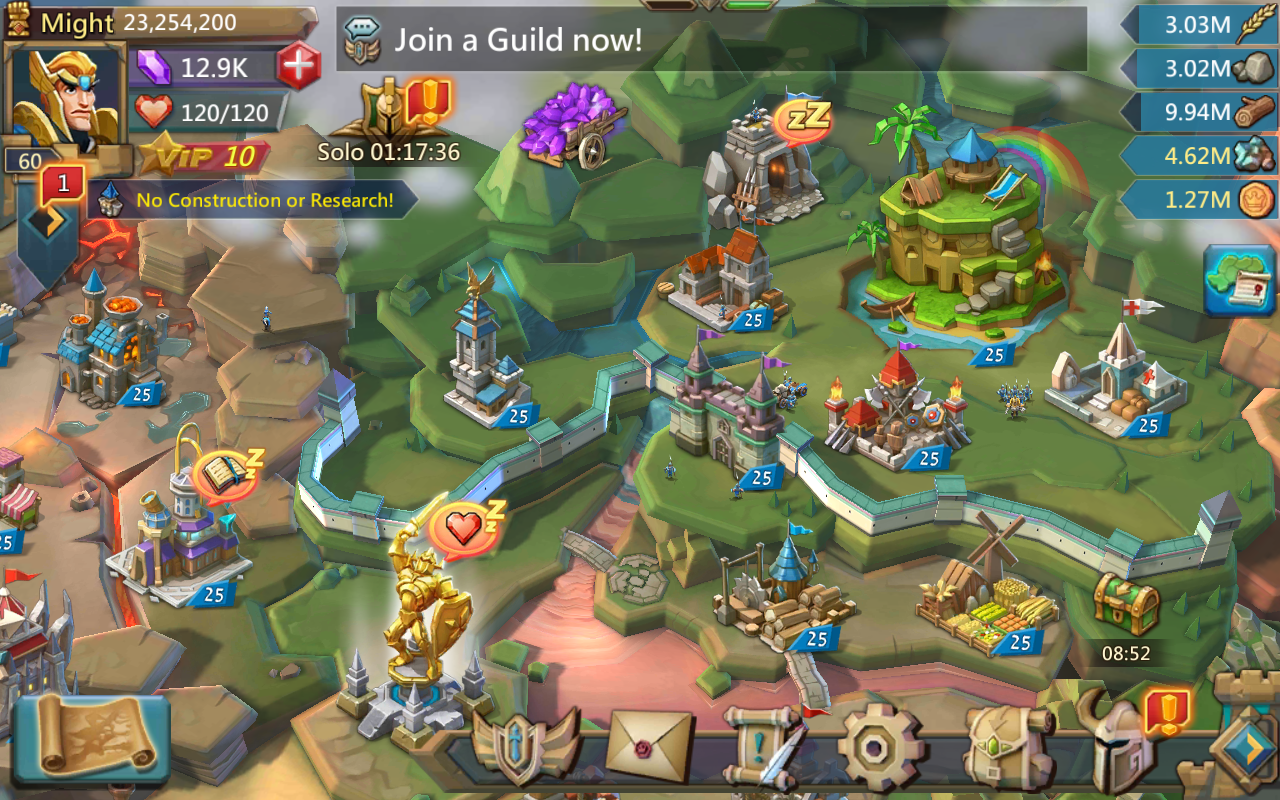 Might 23,254,200
Join a Guild now!
3.03M
12.9K
3.02M
120/120
9.94M
zZ
Solo 01:17:36
60
VIP 10
4.62M
1
No Construction or Research!
1.27M
25
25
25
25
25
25
25
Z
25
Z
z
25
25
25
25
08:52